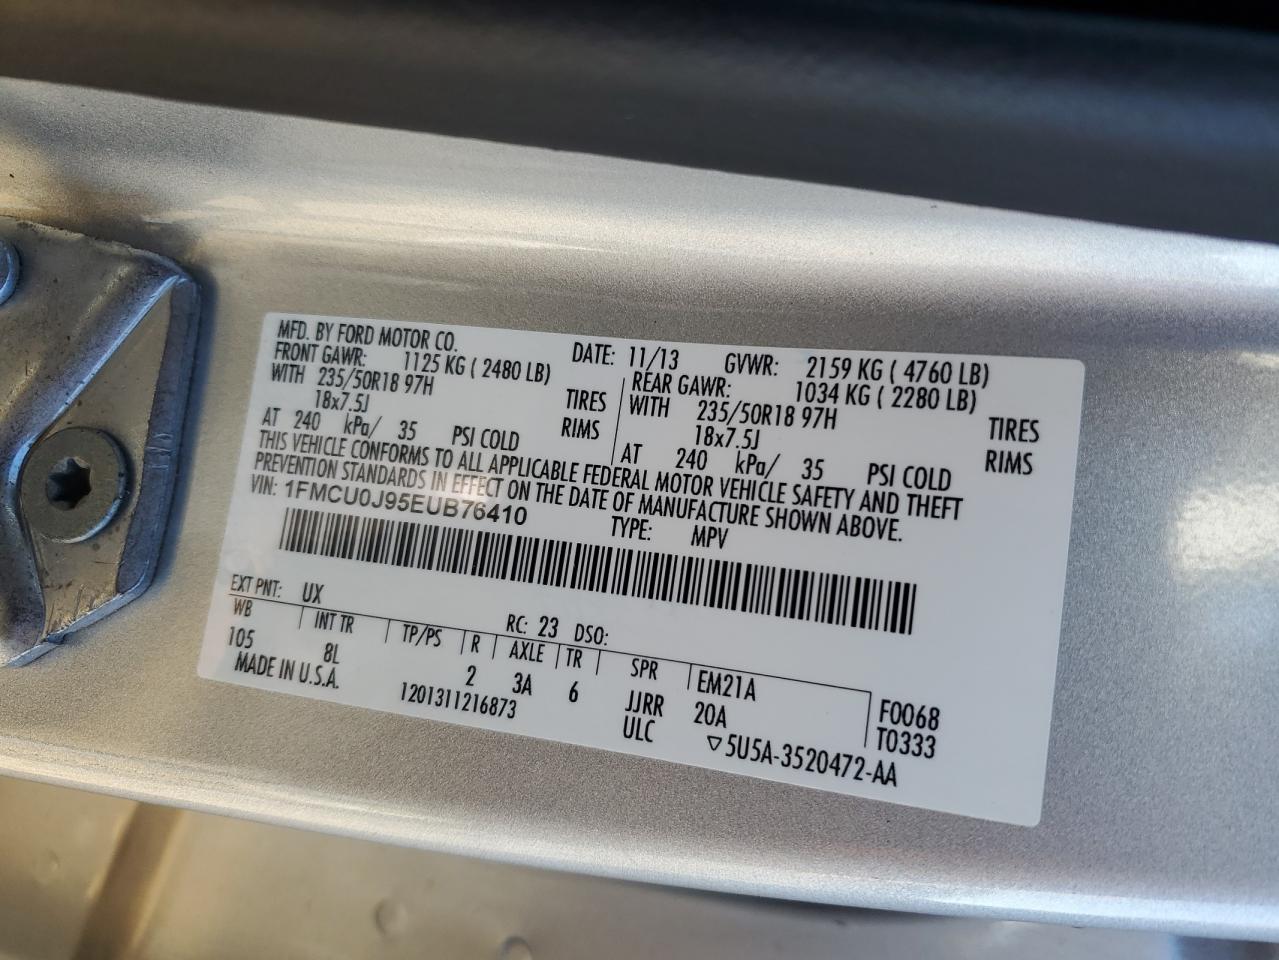 MFD. BY FORD MOTOR CO. DATE: 11/13 GVWR: 2159 KG ( 4760 LB)
FRONT GAWR: 1125 KG ( 2480 LB) REAR GAWR: 1034 KG ( 2280 LB)
WITH 235/50R18 97H TIRES WITH 235/50R18 97H TIRES
18x7.5J RIMS 18x7.5J RIMS
AT 240 kPa/ 35 PSI COLD AT 240 kPa/ 35 PSI COLD
THIS VEHICLE CONFORMS TO ALL APPLICABLE FEDERAL MOTOR VEHICLE SAFETY AND THEFT
PREVENTION STANDARDS IN EFFECT ON THE DATE OF MANUFACTURE SHOWN ABOVE.
VIN: 1FMCU0J95EUB76410 TYPE: MPV
EXT PNT: UX RC: 23 DSO:
WB INT TR TP/PS R AXLE TR SPR EM21A F0068
105 8L 2 3A 6 JJRR 20A T0333
MADE IN U.S.A. 1201311216873 ULC ▽5U5A-3520472-AA